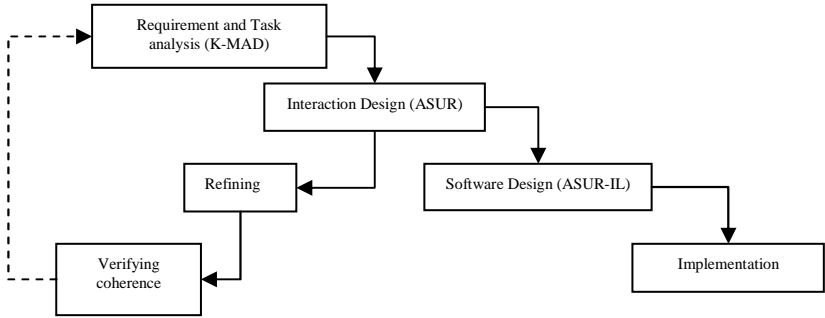 Requirement and Task
analysis (K-MAD)
Interaction Design (ASUR)
Refining
Software Design (ASUR-IL)
Verifying
coherence
Implementation